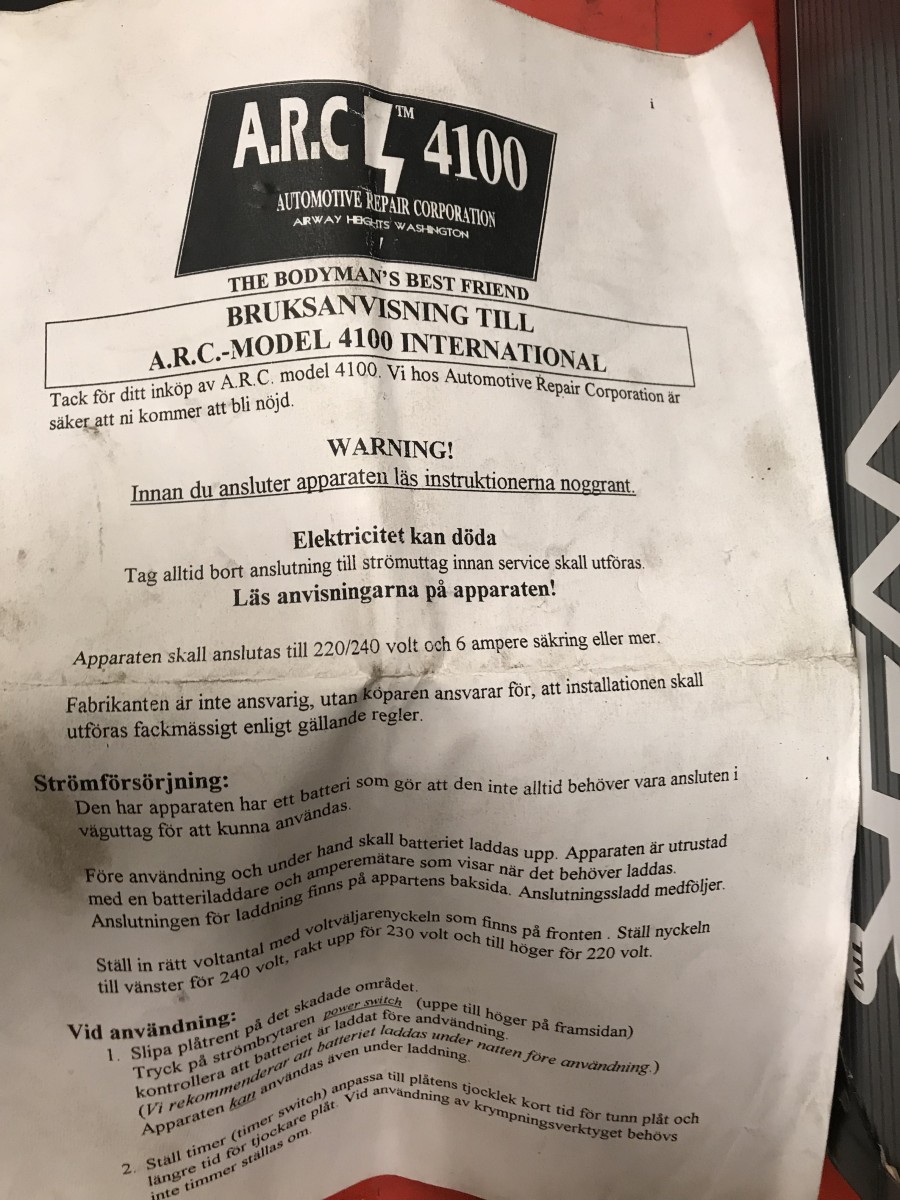 i
A.R.C ™ 4100
AUTOMOTIVE REPAIR CORPORATION
AIRWAY HEIGHTS WASHINGTON
THE BODYMAN'S BEST FRIEND
BRUKSANVISNING TILL
A.R.C.-MODEL 4100 INTERNATIONAL
Tack för ditt inköp av A.R.C. model 4100. Vi hos Automotive Repair Corporation är
säker att ni kommer att bli nöjd.
WARNING!
Innan du ansluter apparaten läs instruktionerna noggrant.
Elektricitet kan döda
Tag alltid bort anslutning till strömuttag innan service skall utföras.
Läs anvisningarna på apparaten!
Apparaten skall anslutas till 220/240 volt och 6 ampere säkring eller mer.
Fabrikanten är inte ansvarig, utan köparen ansvarar för, att installationen skall
utföras fackmässigt enligt gällande regler.
Strömförsörjning:
Den har apparaten har ett batteri som gör att den inte alltid behöver vara ansluten i
väguttag för att kunna användas.
Före användning och under hand skall batteriet laddas upp. Apparaten är utrustad
med en batteriladdare och amperemätare som visar när det behöver laddas.
Anslutningen för laddning finns på appartens baksida. Anslutningssladd medföljer.
Ställ in rätt voltantal med voltväljarenyckeln som finns på fronten . Ställ nyckeln
till vänster för 240 volt, rakt upp för 230 volt och till höger för 220 volt.
Vid användning:
1. Slipa plåtrent på det skadade området.
Tryck på strömbrytaren power switch (uppe till höger på framsidan)
kontrollera att batteriet är laddat före andvändning.
(Vi rekommenderar att batteriet laddas under natten före användning.)
Apparaten kan användas även under laddning.
2. Ställ timer (timer switch) anpassa till plåtens tjocklek kort tid för tunn plåt och
längre tid för tjockare plåt. Vid användning av krympningsverktyget behövs
inte timmer ställas om.
TM